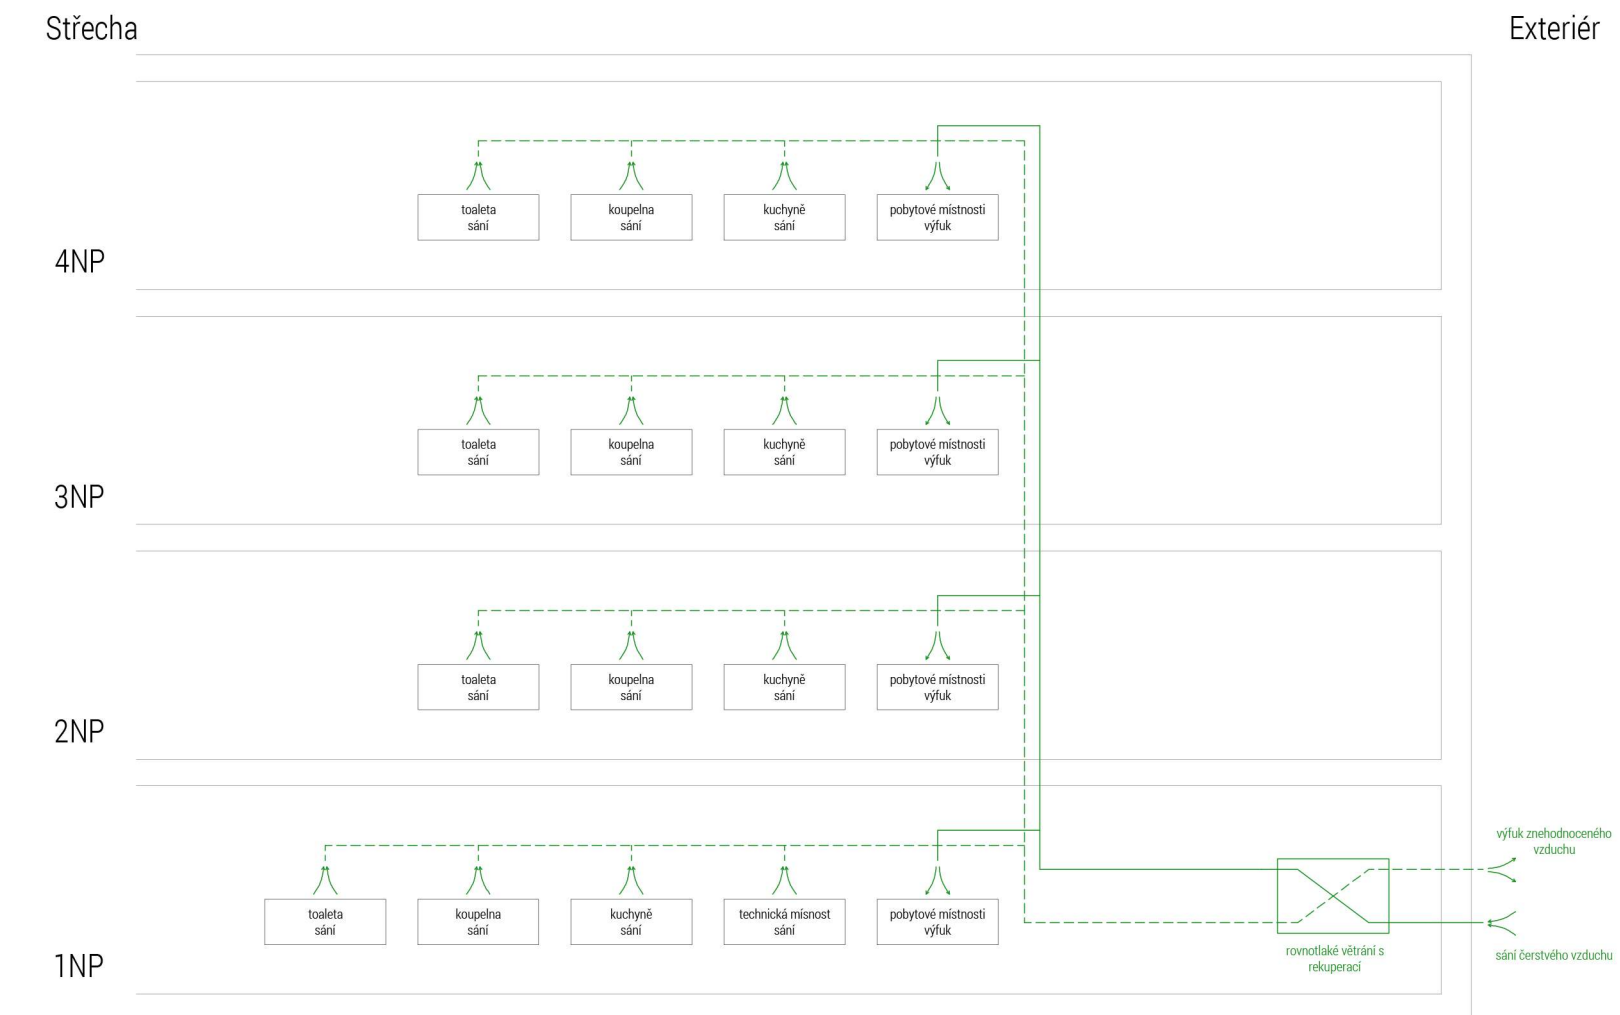 Střecha
Exteriér
toaleta
sání
koupelna
sání
kuchyně
sání
pobytové místnosti
výfuk
4NP
toaleta
sání
koupelna
sání
kuchyně
sání
pobytové místnosti
výfuk
3NP
toaleta
sání
koupelna
sání
kuchyně
sání
pobytové místnosti
výfuk
2NP
výfuk znehodnoceného
vzduchu
toaleta
sání
koupelna
sání
kuchyně
sání
technická mísnost
sání
pobytové místnosti
výfuk
rovnotlaké větrání s
rekuperací
sání čerstvého vzduchu
1NP